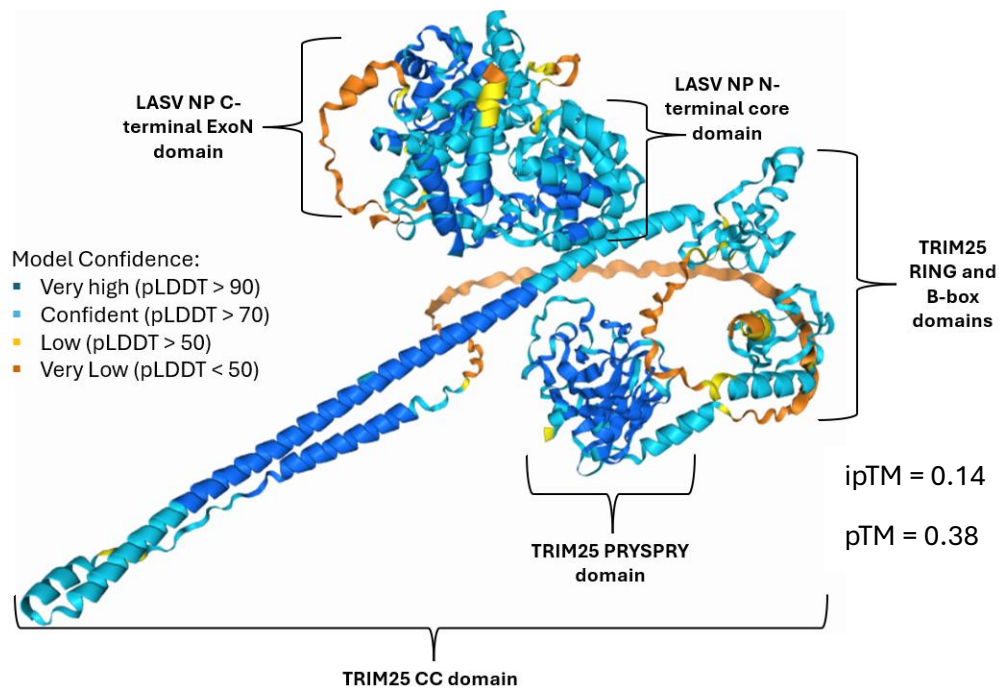 LASV NP C-
terminal ExoN
domain
LASV NP N-
terminal core
domain
Model Confidence:
Very high (pLDDT > 90)
Confident (pLDDT > 70)
Low (pLDDT > 50)
Very Low (pLDDT < 50)
TRIM25
RING and
B-box
domains
ipTM = 0.14
pTM = 0.38
TRIM25 PRYSPRY
domain
TRIM25 CC domain